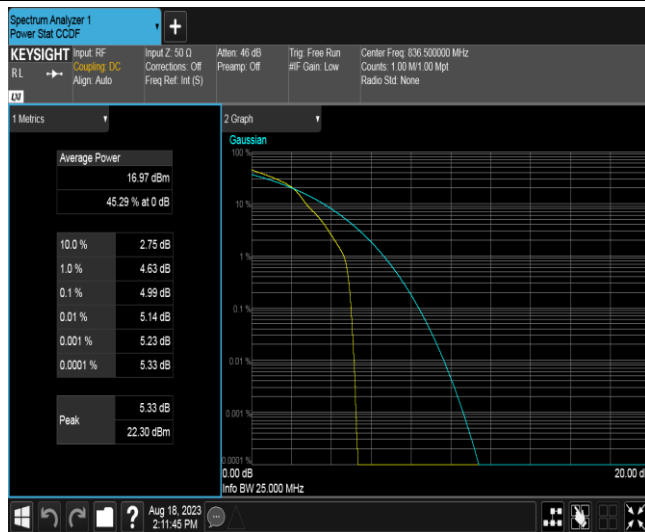 Spectrum Analyzer 1
Power Stat CCDF
+
KEYSIGHT
RL
Input: RF
Coupling: DC
Align: Auto
Input Z: 50 Ω
Corrections: Off
Freq Ref: Int (S)
Atten: 46 dB
Preamp: Off
Trig: Free Run
#IF Gain: Low
Center Freq: 836.500000 MHz
Counts: 1.00 M/1.00 Mpt
Radio Std: None
LXI
1 Metrics
Average Power
16.97 dBm
45.29 % at 0 dB
10.0 % 2.75 dB
1.0 % 4.63 dB
0.1 % 4.99 dB
0.01 % 5.14 dB
0.001 % 5.23 dB
0.0001 % 5.33 dB
Peak
5.33 dB
22.30 dBm
2 Graph
Gaussian
100 %
10 %
1 %
0.1 %
0.01 %
0.001 %
0.0001 %
0.00 dB
20.00 d
Info BW 25.000 MHz
?
Aug 18, 2023
2:11:45 PM